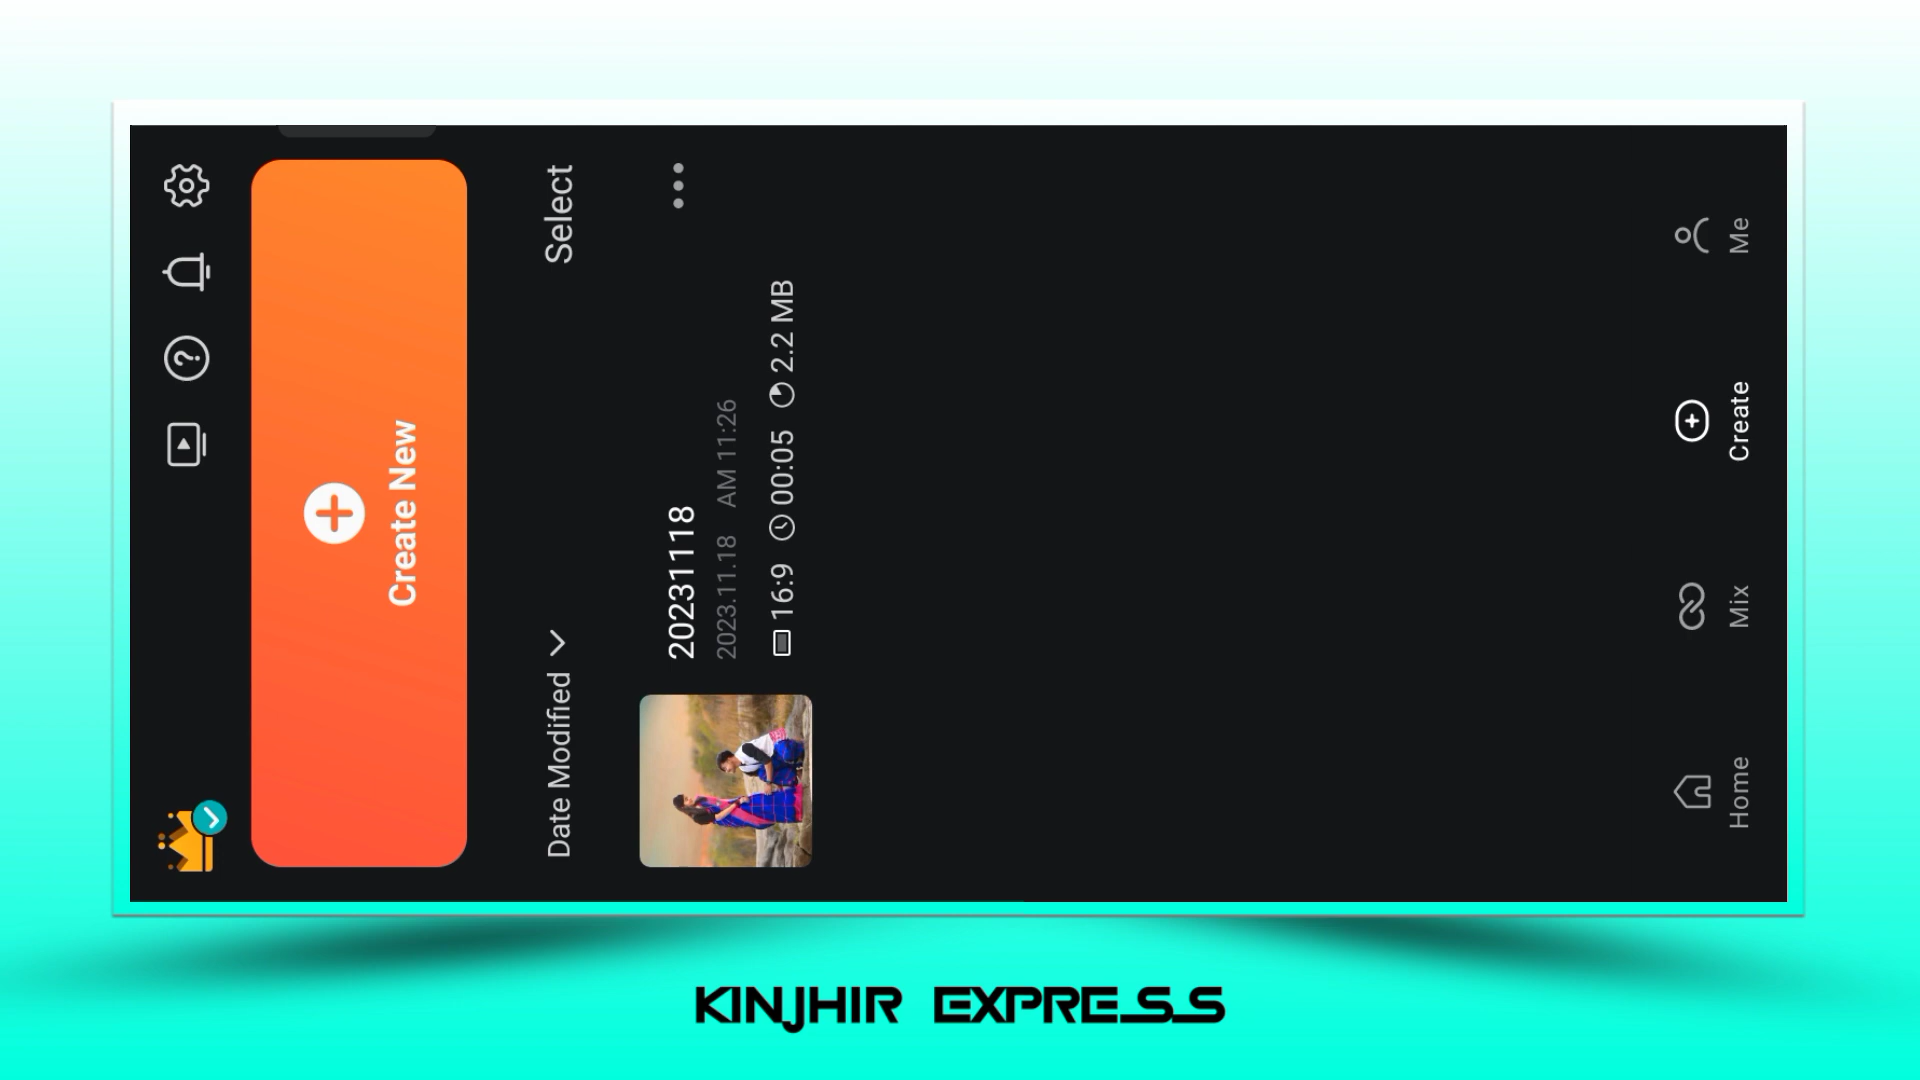 Create New
Date Modified
Select
20231118
2023.11.18 AM 11:26
16:9 00:05 2.2 MB
Home
Mix
Create
Me
KINJHIR EXPRESS